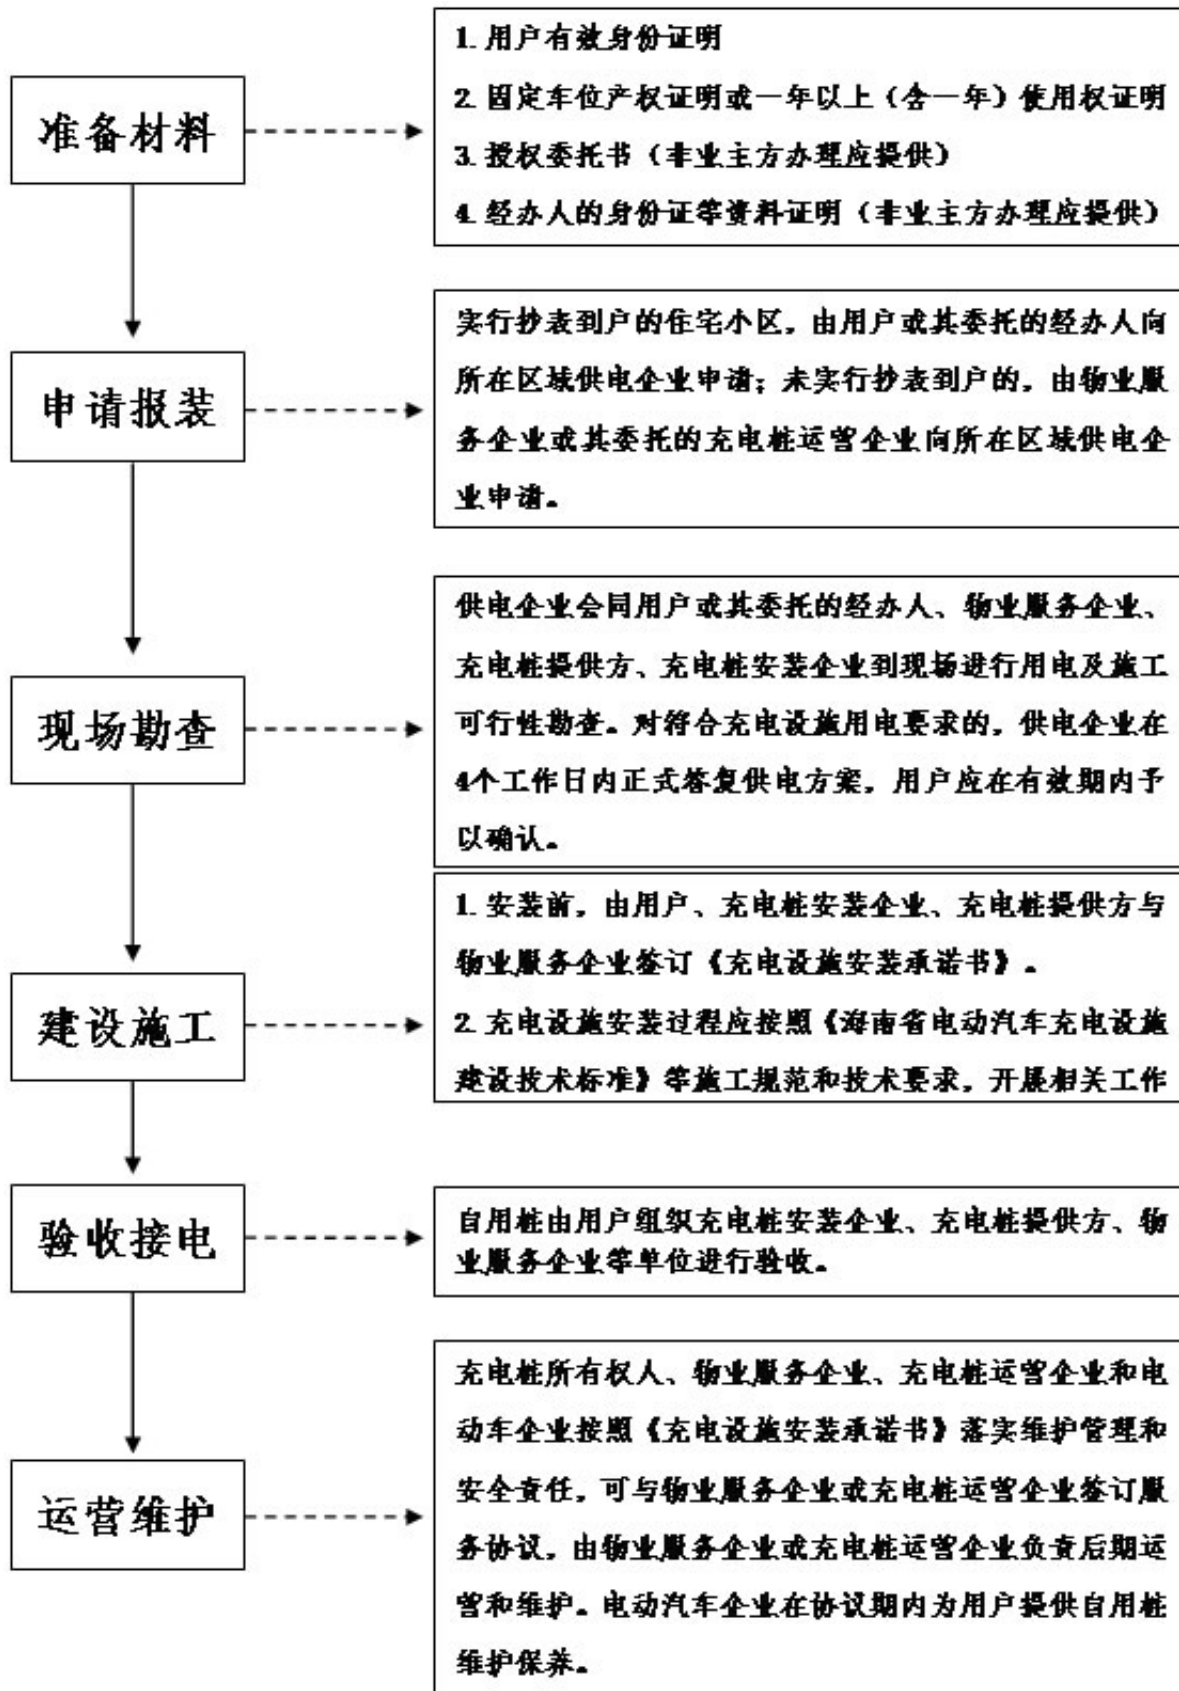 准备材料
1. 用户有效身份证明
2. 固定车位产权证明或一年以上（含一年）使用权证明
3. 授权委托书（非业主方办理应提供）
4. 经办人的身份证等资料证明（非业主方办理应提供）
申请报装
实行抄表到户的住宅小区，由用户或其委托的经办人向
所在区域供电企业申请；未实行抄表到户的，由物业服
务企业或其委托的充电桩运营企业向所在区域供电企
业申请。
现场勘查
供电企业会同用户或其委托的经办人、物业服务企业、
充电桩提供方、充电桩安装企业到现场进行用电及施工
可行性勘查。对符合充电设施用电要求的，供电企业在
4个工作日内正式答复供电方案，用户应在有效期内予
以确认。
建设施工
1. 安装前，由用户、充电桩安装企业、充电桩提供方与
物业服务企业签订《充电设施安装承诺书》。
2. 充电设施安装过程应按照《海南省电动汽车充电设施
建设技术标准》等施工规范和技术要求，开展相关工作
验收接电
自用桩由用户组织充电桩安装企业、充电桩提供方、物
业服务企业等单位进行验收。
运营维护
充电桩所有权人、物业服务企业、充电桩运营企业和电
动车企业按照《充电设施安装承诺书》落实维护管理和
安全责任，可与物业服务企业或充电桩运营企业签订服
务协议，由物业服务企业或充电桩运营企业负责后期运
营和维护。电动汽车企业在协议期内为用户提供自用桩
维护保养。